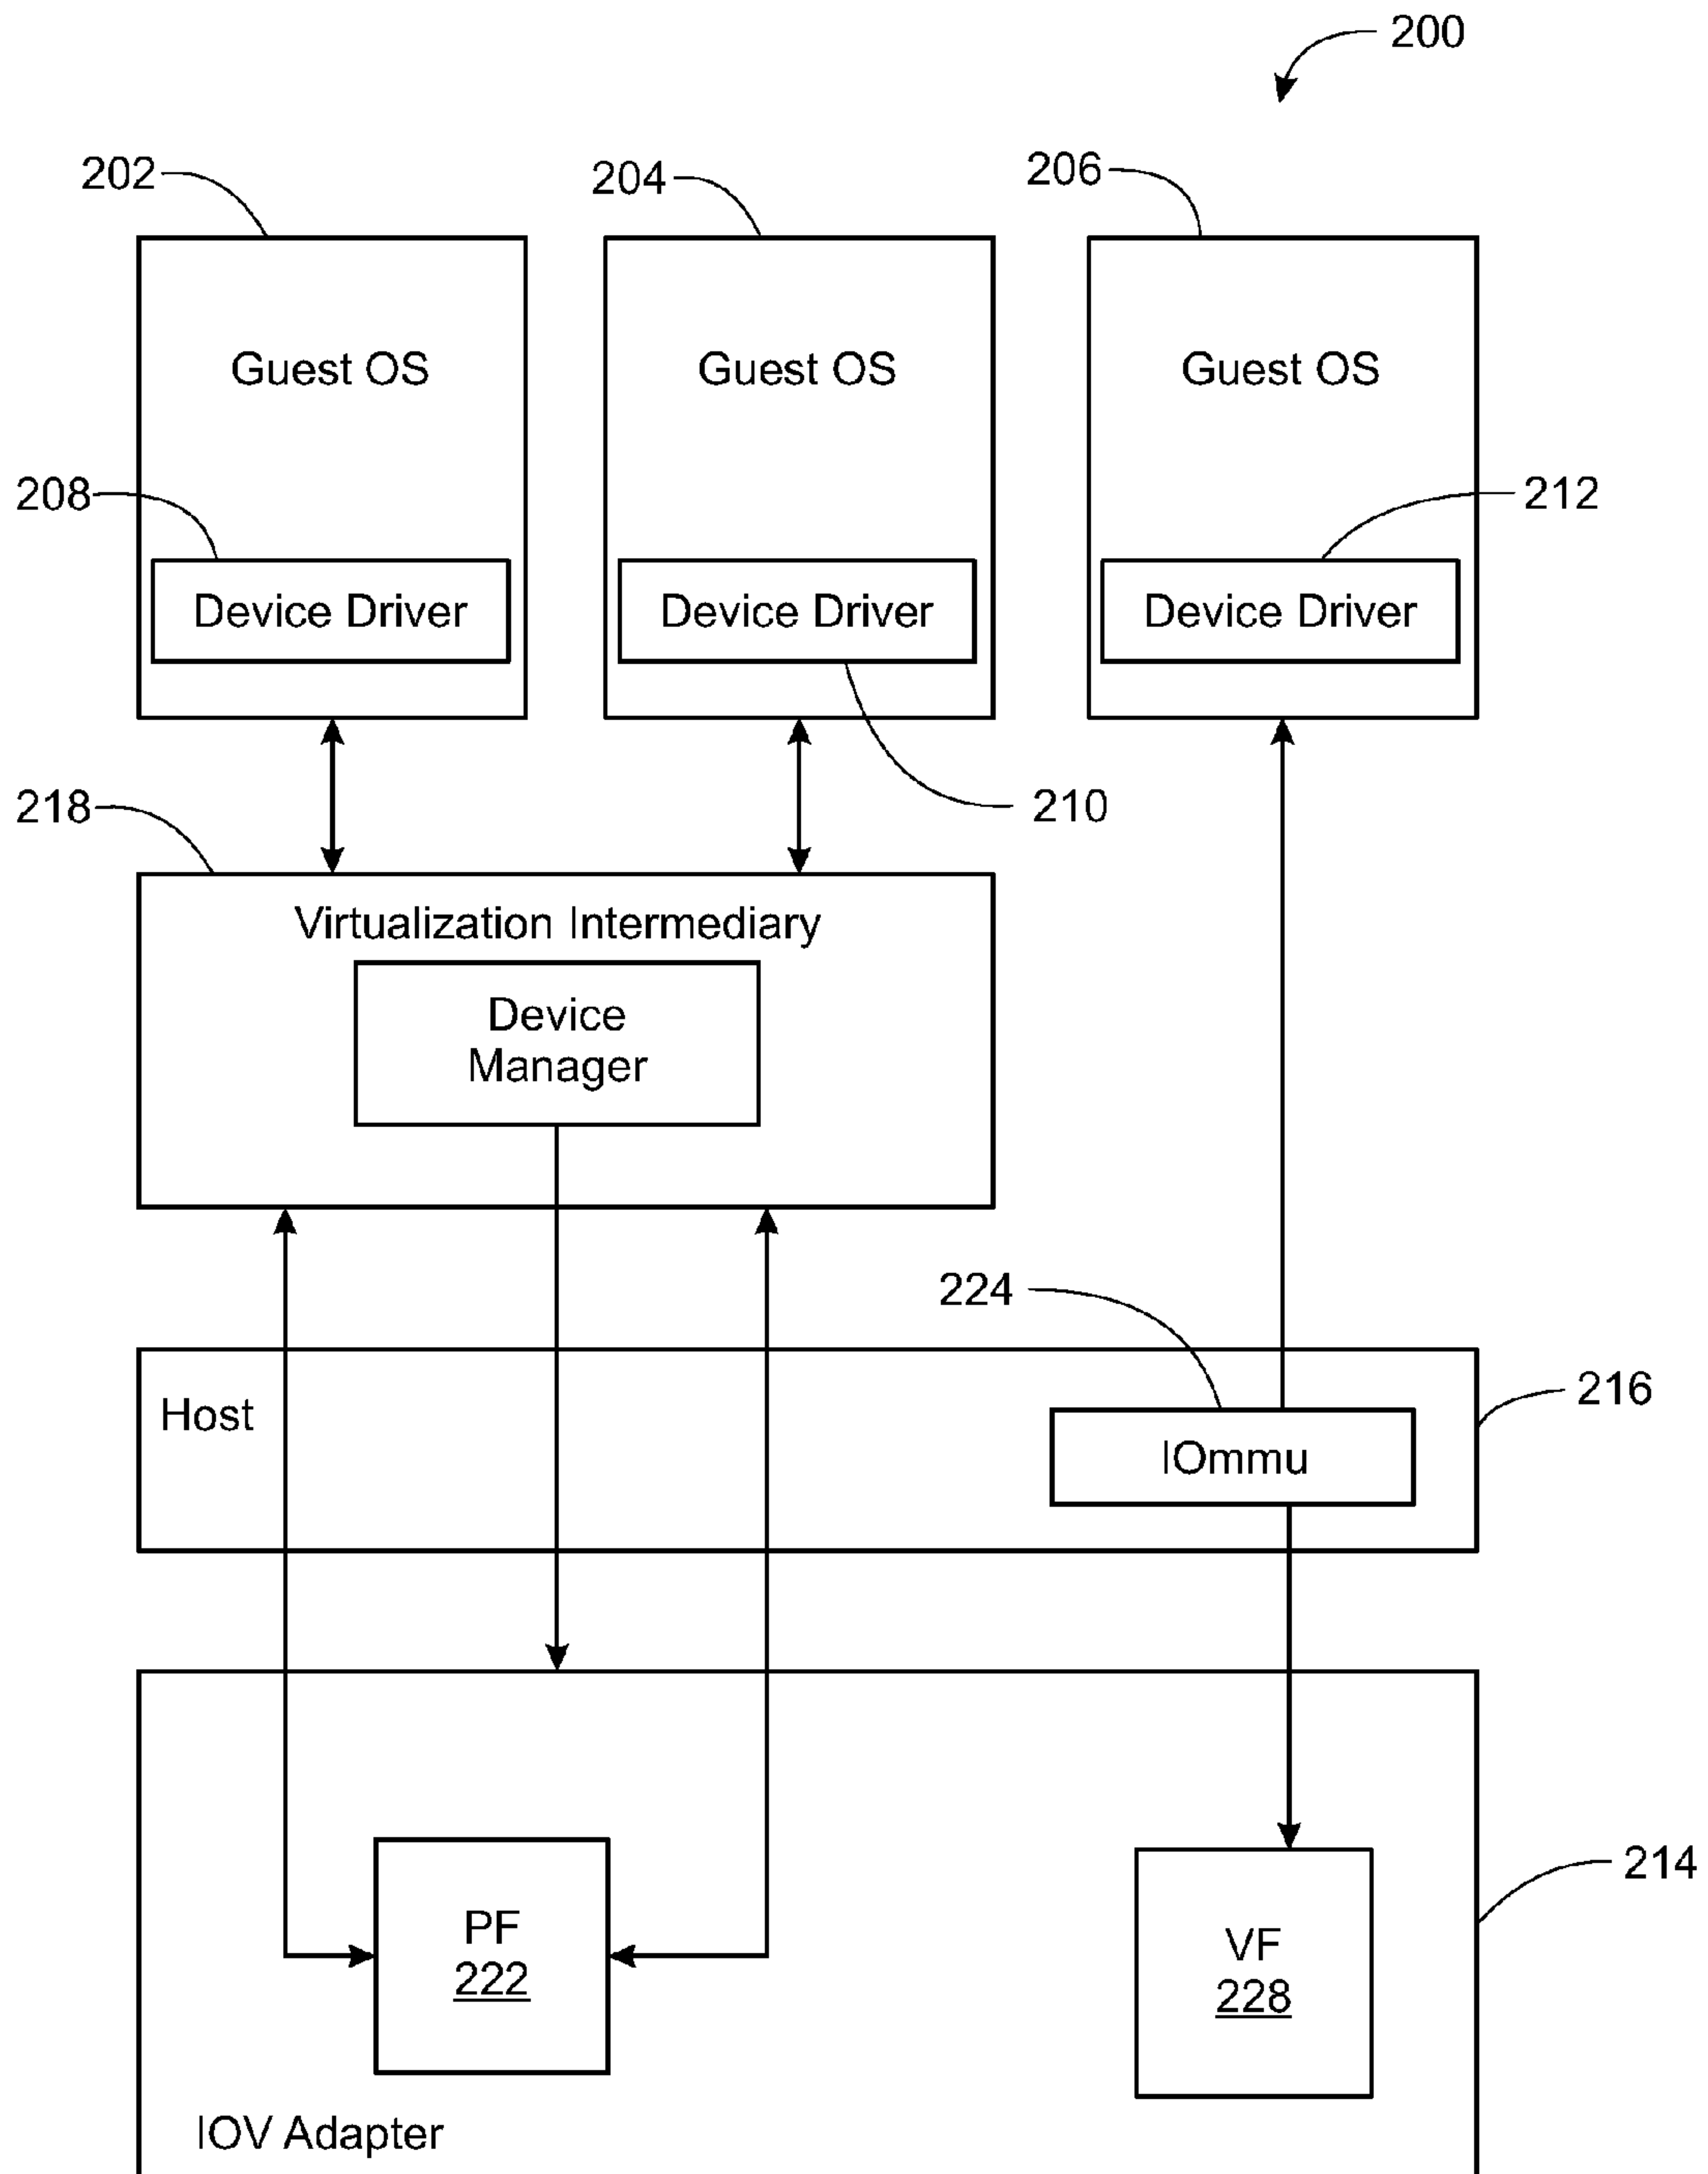 200
202
204
206
Guest OS
Guest OS
Guest OS
208
212
Device Driver
Device Driver
Device Driver
218
210
Virtualization Intermediary
Device
Manager
224
216
Host
IOmmu
214
PF
222
VF
228
IOV Adapter